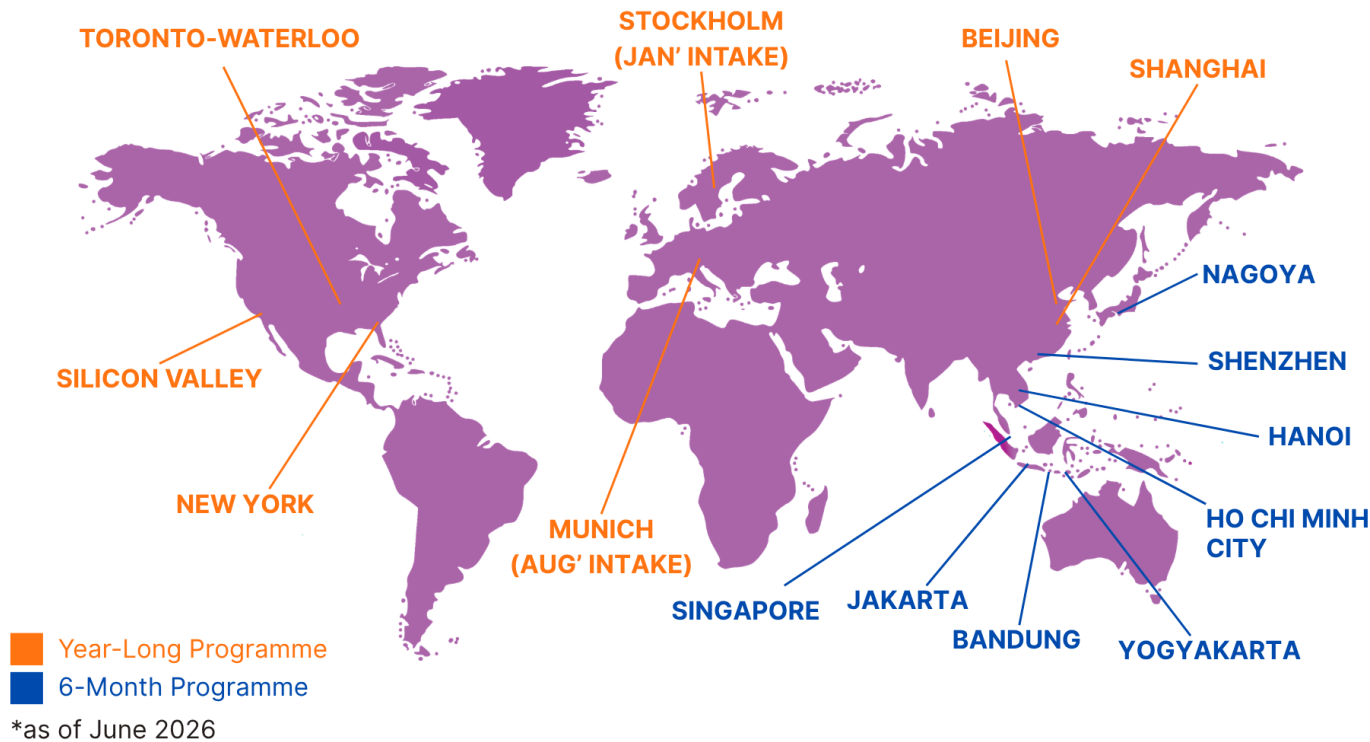 TORONTO-WATERLOO
STOCKHOLM
(JAN' INTAKE)
BEIJING
SHANGHAI
NAGOYA
SHENZHEN
SILICON VALLEY
HANOI
NEW YORK
MUNICH
(AUG' INTAKE)
HO CHI MINH
CITY
SINGAPORE
JAKARTA
BANDUNG
YOGYAKARTA
Year-Long Programme
6-Month Programme
*as of June 2026